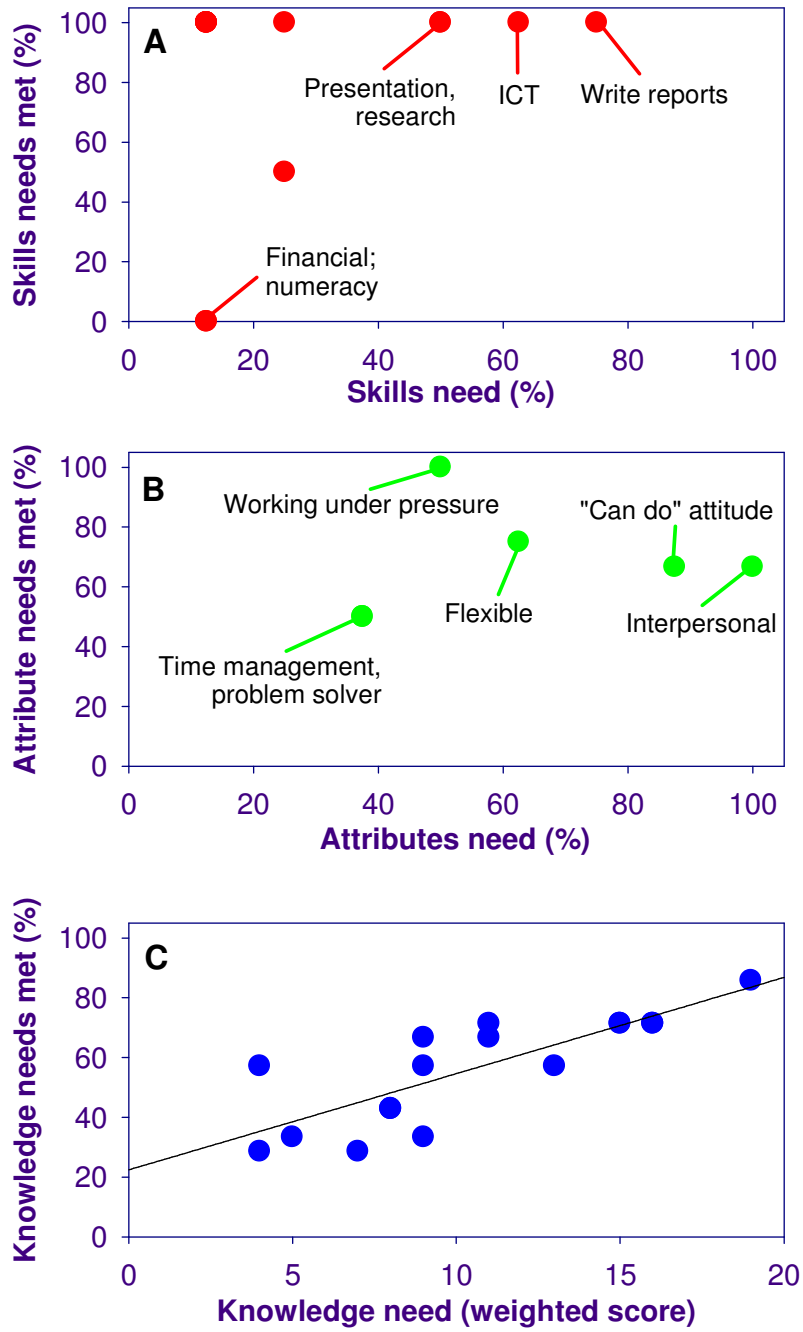 A
Skills needs met (%)
100
80
60
40
20
0
Presentation,
research
ICT
Write reports
Financial;
numeracy
0 20 40 60 80 100
Skills need (%)
B
Attribute needs met (%)
100
80
60
40
20
0
Working under pressure
"Can do" attitude
Flexible
Interpersonal
Time management,
problem solver
0 20 40 60 80 100
Attributes need (%)
C
Knowledge needs met (%)
100
80
60
40
20
0
0 5 10 15 20
Knowledge need (weighted score)